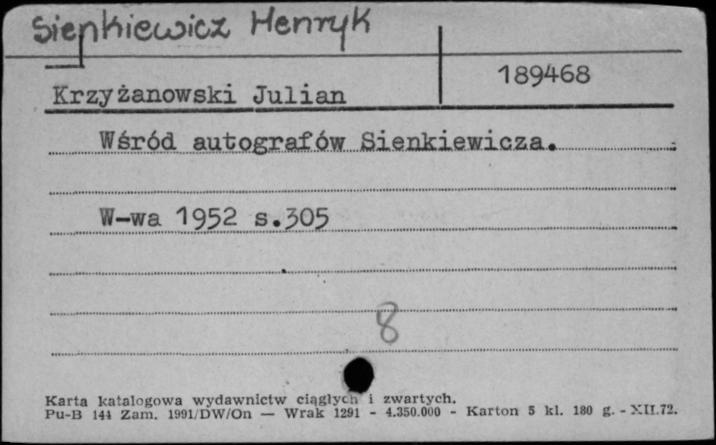 Sienkiewicz Henryk
189468
Krzyżanowski Julian
Wśród autografów Sienkiewicza.
W-wa 1952 s.305
8
Karta katalogowa wydawnictw ciągłych i zwartych.
Pu-B 144 Zam. 1991/DW/On — Wrak 1291 - 4.350.000 - Karton 5 kl. 180 g. - XII.72.